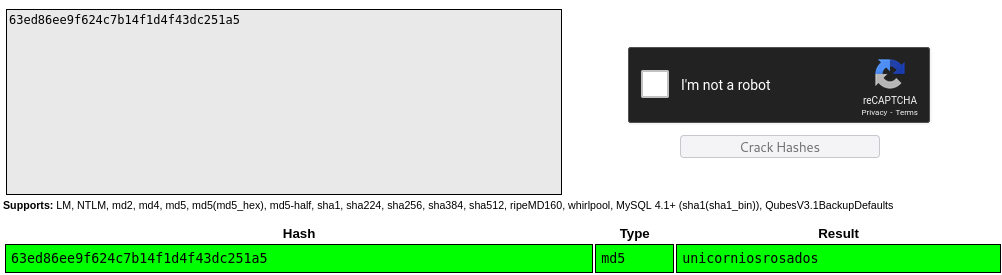 63ed86ee9f624c7b14f1d4f43dc251a5
I'm not a robot
reCAPTCHA
Privacy - Terms
Crack Hashes
Supports: LM, NTLM, md2, md4, md5, md5(md5_hex), md5-half, sha1, sha224, sha256, sha384, sha512, ripeMD160, whirlpool, MySQL 4.1+ (sha1(sha1_bin)), QubesV3.1BackupDefaults
Hash Type Result
63ed86ee9f624c7b14f1d4f43dc251a5 md5 unicorniosrosados